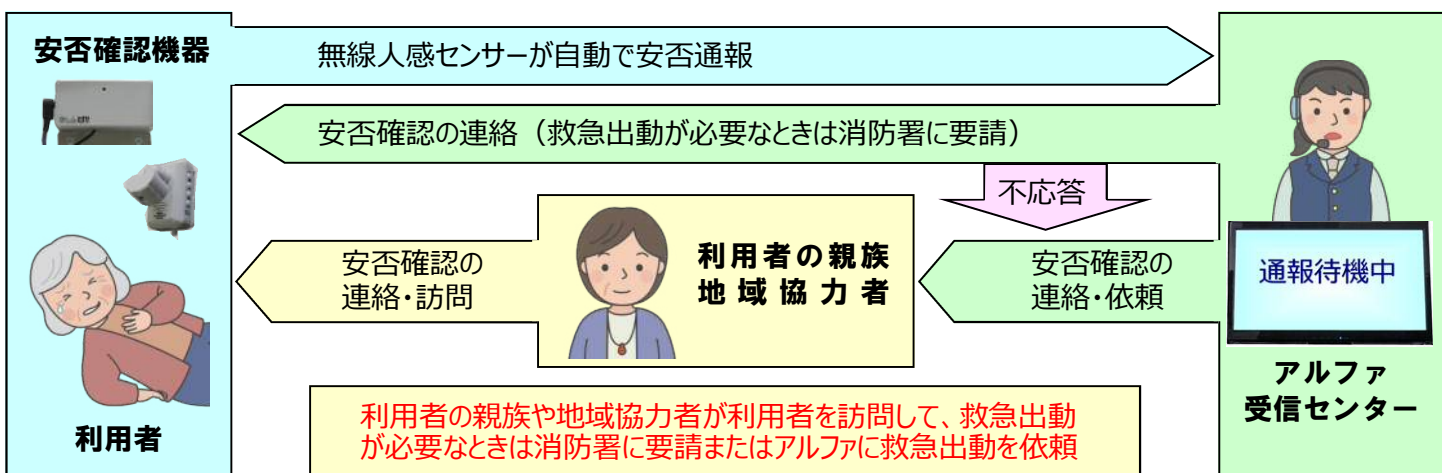 安否確認機器
無線人感センサーが自動で安否通報
安否確認の連絡（救急出動が必要なときは消防署に要請）
不応答
安否確認の
連絡・訪問
利用者の親族
地域協力者
安否確認の
連絡・依頼
通報待機中
アルファ
受信センター
利用者
利用者の親族や地域協力者が利用者を訪問して、救急出動
が必要なときは消防署に要請またはアルファに救急出動を依頼